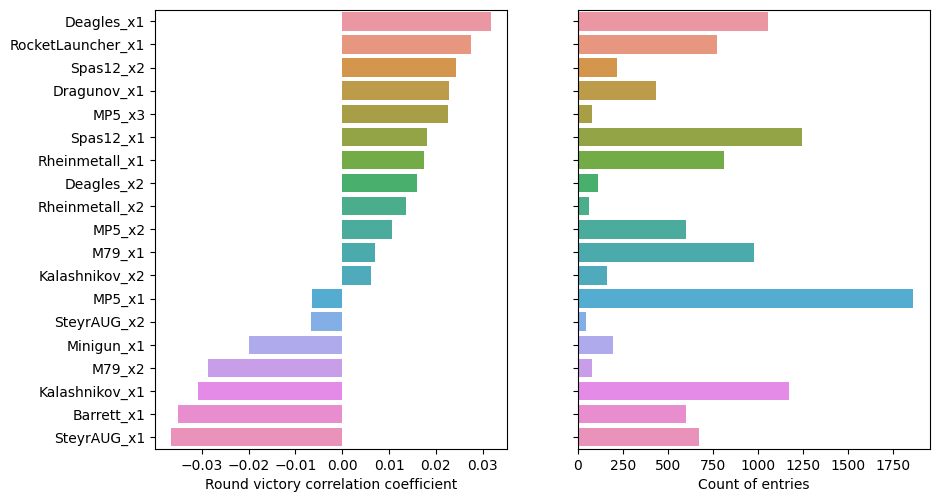 Deagles_x1
RocketLauncher_x1
Spas12_x2
Dragunov_x1
MP5_x3
Spas12_x1
Rheinmetall_x1
Deagles_x2
Rheinmetall_x2
MP5_x2
M79_x1
Kalashnikov_x2
MP5_x1
SteyrAUG_x2
Minigun_x1
M79_x2
Kalashnikov_x1
Barrett_x1
SteyrAUG_x1
−0.03 −0.02 −0.01 0.00 0.01 0.02 0.03
Round victory correlation coefficient
0 250 500 750 1000 1250 1500 1750
Count of entries